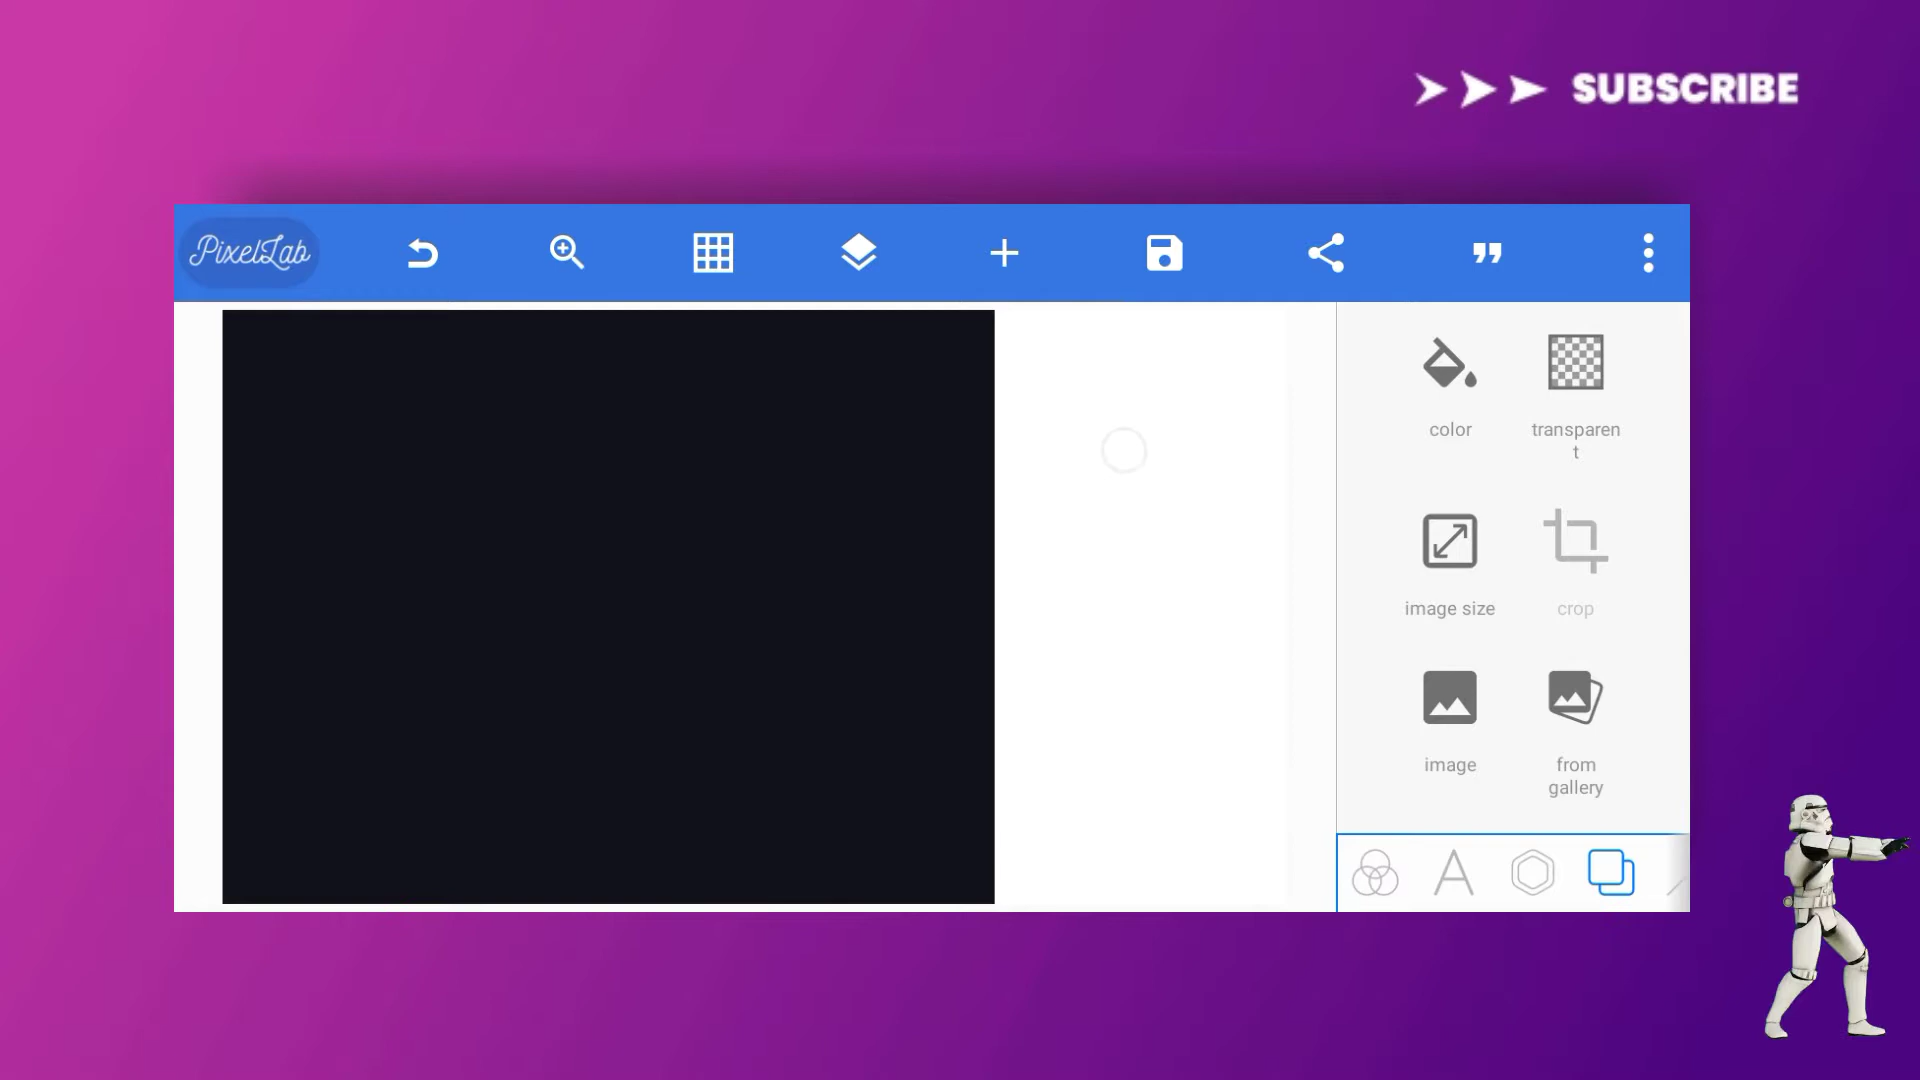 SUBSCRIBE
PixelLab
color
transparen
t
image size
crop
image
from
gallery